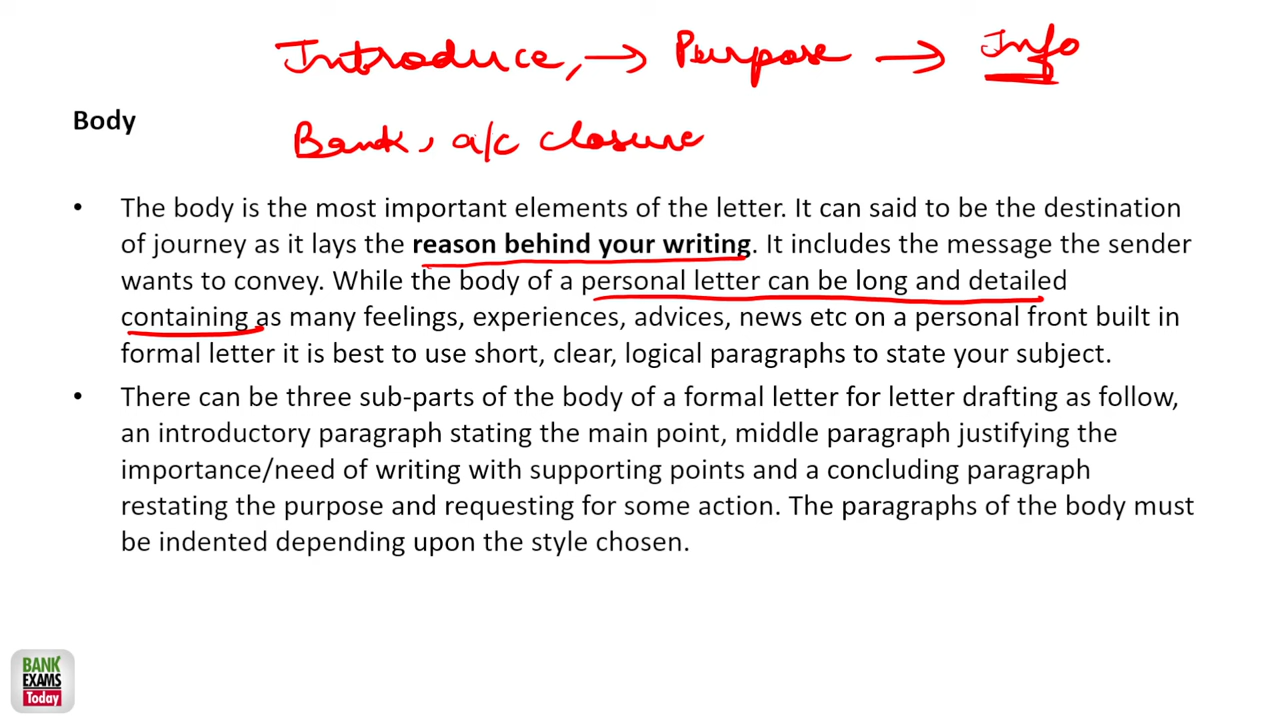 Introduce, → Purpose → Info
Body
Bank, a/c closure
• The body is the most important elements of the letter. It can said to be the destination
of journey as it lays the reason behind your writing. It includes the message the sender
wants to convey. While the body of a personal letter can be long and detailed
containing as many feelings, experiences, advices, news etc on a personal front built in
formal letter it is best to use short, clear, logical paragraphs to state your subject.
• There can be three sub-parts of the body of a formal letter for letter drafting as follow,
an introductory paragraph stating the main point, middle paragraph justifying the
importance/need of writing with supporting points and a concluding paragraph
restating the purpose and requesting for some action. The paragraphs of the body must
be indented depending upon the style chosen.
BANK
EXAMS
Today